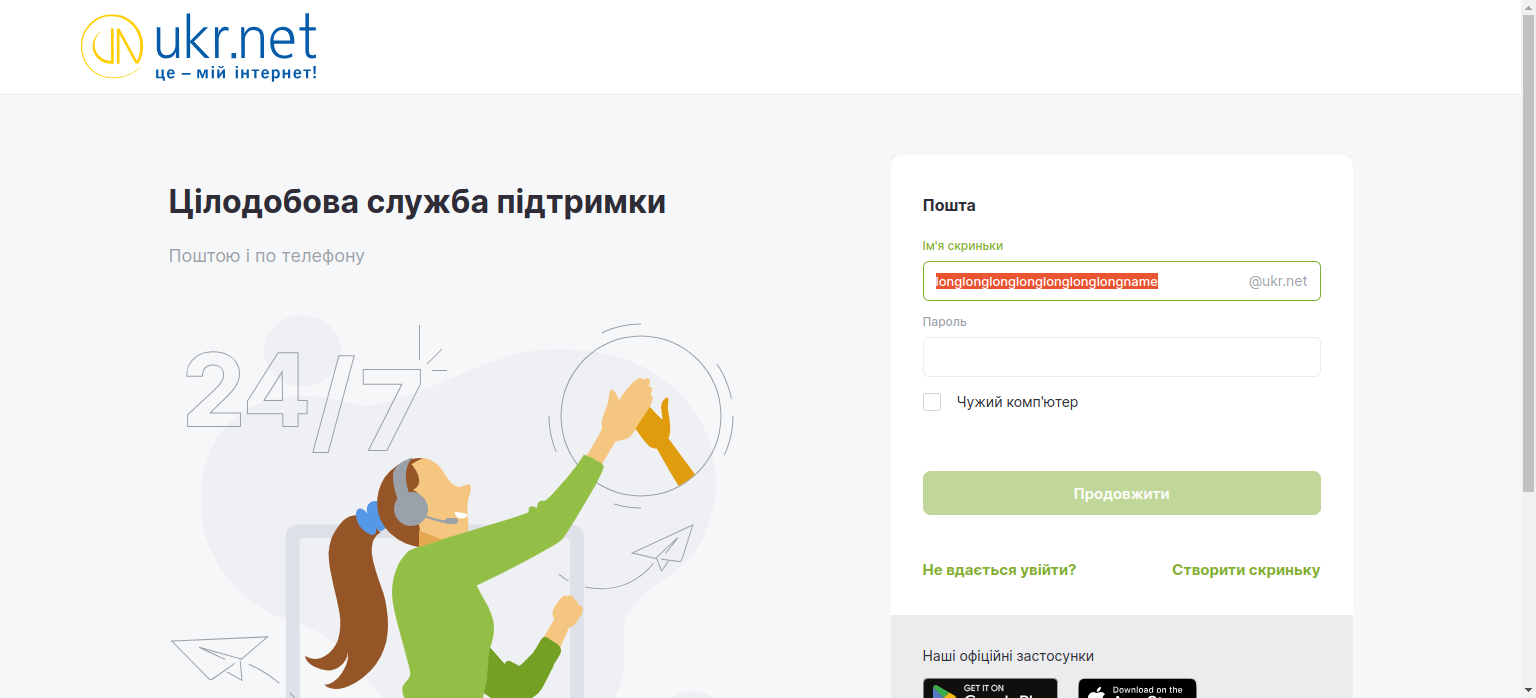 ukr.net
це – мій інтернет!
Цілодобова служба підтримки
Поштою і по телефону
24/7
Пошта
Ім'я скриньки
longlonglonglonglonglonglongname @ukr.net
Пароль
Чужий комп'ютер
Продовжити
Не вдається увійти? Створити скриньку
Наші офіційні застосунки
GET IT ON
Download on the